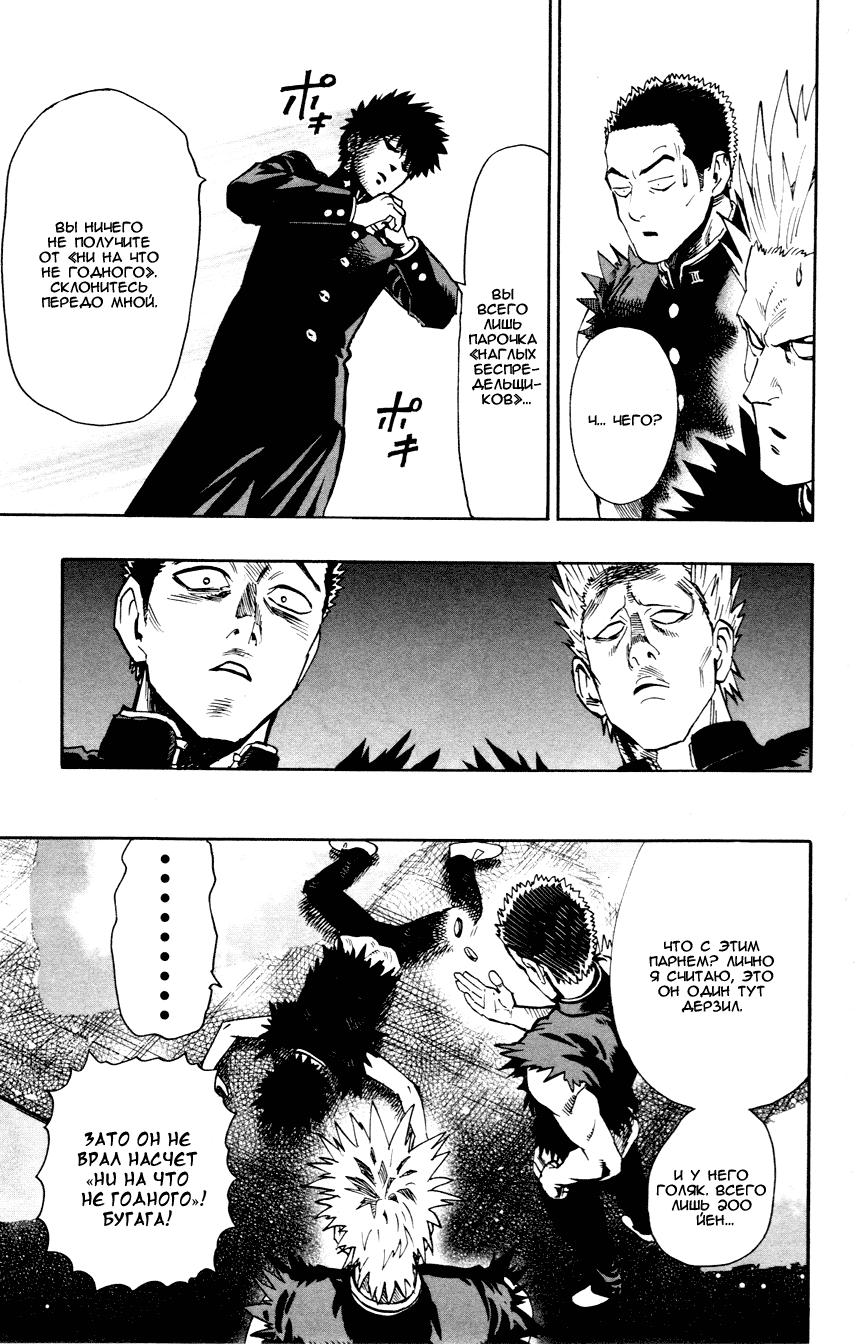 Ч... ЧЕГО?
ВЫ
ВСЕГО
ЛИШЬ
ПАРОЧКА
«НАГЛЫХ
БЕСПРЕ-
ДЕЛЬЩИ-
КОВ»...
ポキ
ポキ
ВЫ НИЧЕГО
НЕ ПОЛУЧИТЕ
ОТ «НИ НА ЧТО
НЕ ГОДНОГО».
СКЛОНИТЕСЬ
ПЕРЕДО МНОЙ.
III
ЧТО С ЭТИМ
ПАРНЕМ? ЛИЧНО
Я СЧИТАЮ, ЭТО
ОН ОДИН ТУТ
ДЕРЗИЛ.
И У НЕГО
ГОЛЯК. ВСЕГО
ЛИШЬ 200
ЙЕН...
.........
ЗАТО ОН НЕ
ВРАЛ НАСЧЕТ
«НИ НА ЧТО
НЕ ГОДНОГО»!
БУГАГА!